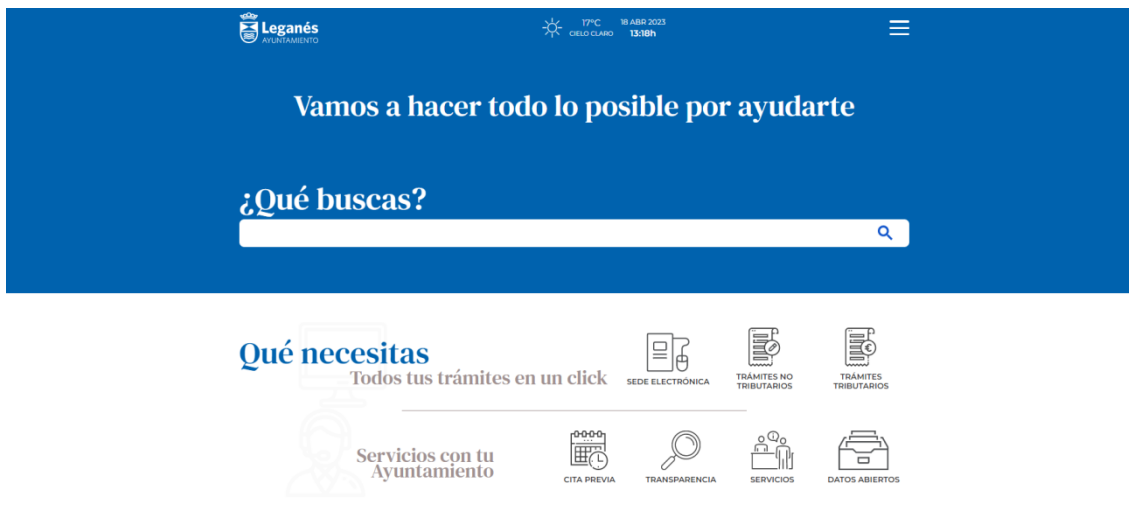 Leganés
AYUNTAMIENTO
17ºC
CIELO CLARO
18 ABR 2023
13:18h
Vamos a hacer todo lo posible por ayudarte
¿Qué buscas?
Qué necesitas
Todos tus trámites en un click
SEDE ELECTRÓNICA
TRÁMITES NO
TRIBUTARIOS
TRÁMITES
TRIBUTARIOS
Servicios con tu
Ayuntamiento
CITA PREVIA
TRANSPARENCIA
SERVICIOS
DATOS ABIERTOS